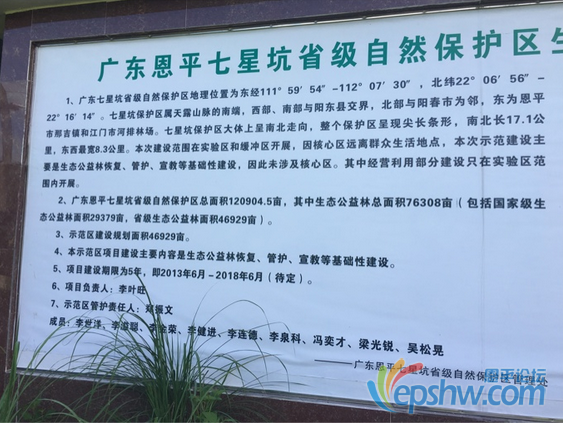 广东恩平七星坑省级自然保护区生
1、广东七星坑省级自然保护区地理位置为东经111° 59′ 54″-112° 07′ 30″，北纬22° 06′ 56″-
22° 16′ 14″。七星坑保护区属天露山脉的南端，西部、南部与阳东县交界，北部与阳春市为邻，东为恩平
市那吉镇和江门市河排林场。七星坑保护区大体上呈南北走向，整个保护区呈现尖长条形，南北长17.1公
里，东西最宽8.3公里。本次建设范围在实验区和缓冲区开展，因核心区远离群众生活地点，本次示范建设主
要是生态公益林恢复、管护、宣教等基础性建设，因此未涉及核心区。其中经营利用部分建设只在实验区范
围内开展。
2、广东恩平七星坑省级自然保护区总面积120904.5亩，其中生态公益林总面积76308亩（包括国家级生
态公益林面积29379亩，省级生态公益林面积46929亩）。
3、示范区建设规划面积46929亩。
4、本示范区项目建设主要内容是生态公益林恢复、管护、宣教等基础性建设。
5、项目建设期限为5年，即2013年6月－2018年6月（待定）。
6、项目负责人：李叶旺
7、示范区管护责任人：郑振文
成员：李世泽、李 聪、李 荣、李健进、李连德、李泉科、冯奕才、梁光锐、吴松晃
——广东恩平七星坑省级自然保护区管理处
恩平论坛
epshw.com